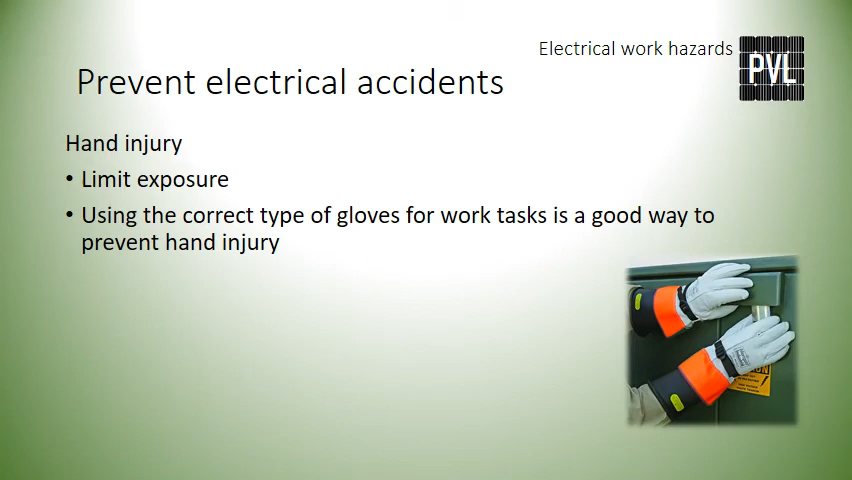 Electrical work hazards
PVL
Prevent electrical accidents
Hand injury
• Limit exposure
• Using the correct type of gloves for work tasks is a good way to
prevent hand injury